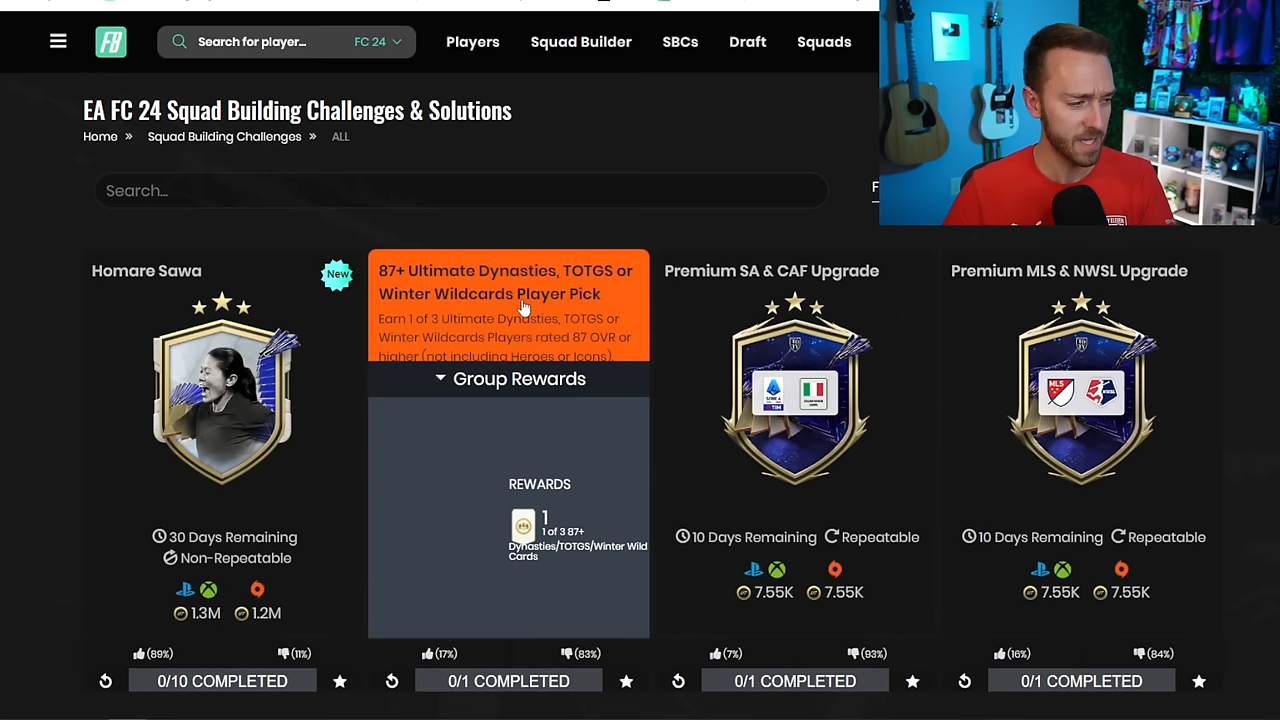 FB
Search for player...
FC 24
Players
Squad Builder
SBCs
Draft
Squads
EA FC 24 Squad Building Challenges & Solutions
Home » Squad Building Challenges » ALL
Search...
F
Homare Sawa
New
30 Days Remaining
Non-Repeatable
1.3M
1.2M
(89%)
(11%)
0/10 COMPLETED
87+ Ultimate Dynasties, TOTGS or
Winter Wildcards Player Pick
Earn 1 of 3 Ultimate Dynasties, TOTGS or
Winter Wildcards Players rated 87 OVR or
higher (not including Heroes or Icons).
Group Rewards
REWARDS
1
1 of 3 87+
Dynasties/TOTGS/Winter Wild
Cards
(17%)
(83%)
0/1 COMPLETED
Premium SA & CAF Upgrade
10 Days Remaining
Repeatable
7.55K
7.55K
(7%)
(93%)
0/1 COMPLETED
Premium MLS & NWSL Upgrade
MLS
10 Days Remaining
Repeatable
7.55K
7.55K
(16%)
(84%)
0/1 COMPLETED